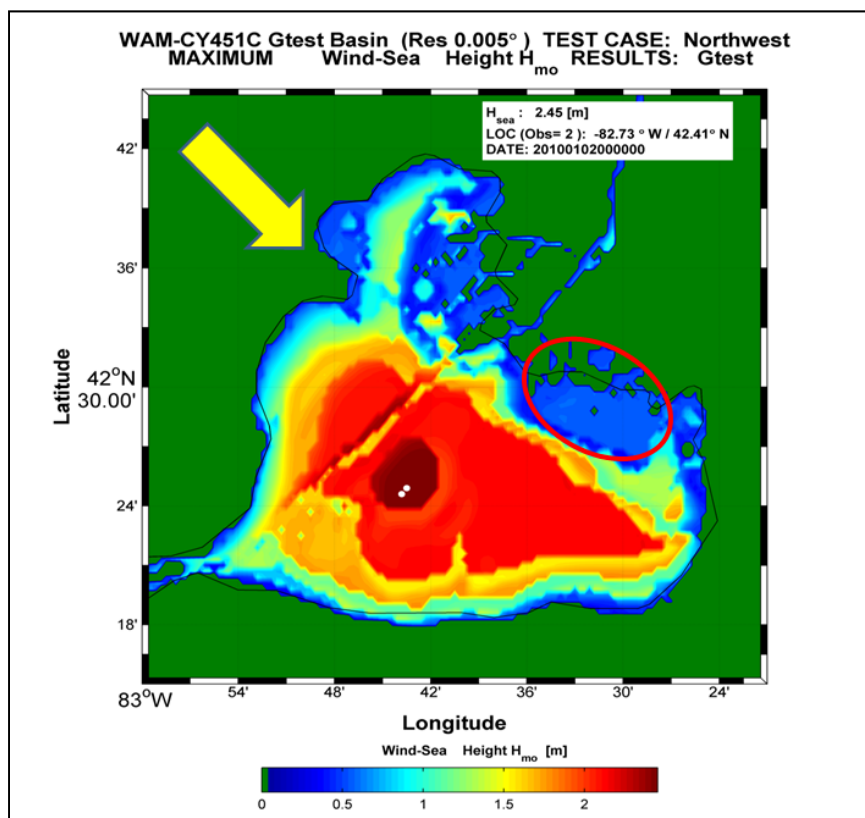 WAM-CY451C Gtest Basin (Res 0.005° ) TEST CASE: Northwest
MAXIMUM Wind-Sea Height Hmo RESULTS: Gtest
Hsea : 2.45 [m]
LOC (Obs= 2 ): -82.73 ° W / 42.41° N
DATE: 20100102000000
42'
36'
42°N
30.00'
24'
18'
Latitude
83°W
54'
48'
42'
36'
30'
24'
Longitude
Wind-Sea Height Hmo [m]
0
0.5
1
1.5
2